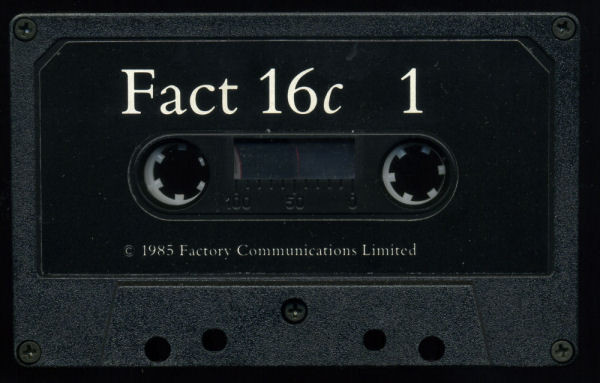 Fact 16c 1
100 50 0
© 1985 Factory Communications Limited